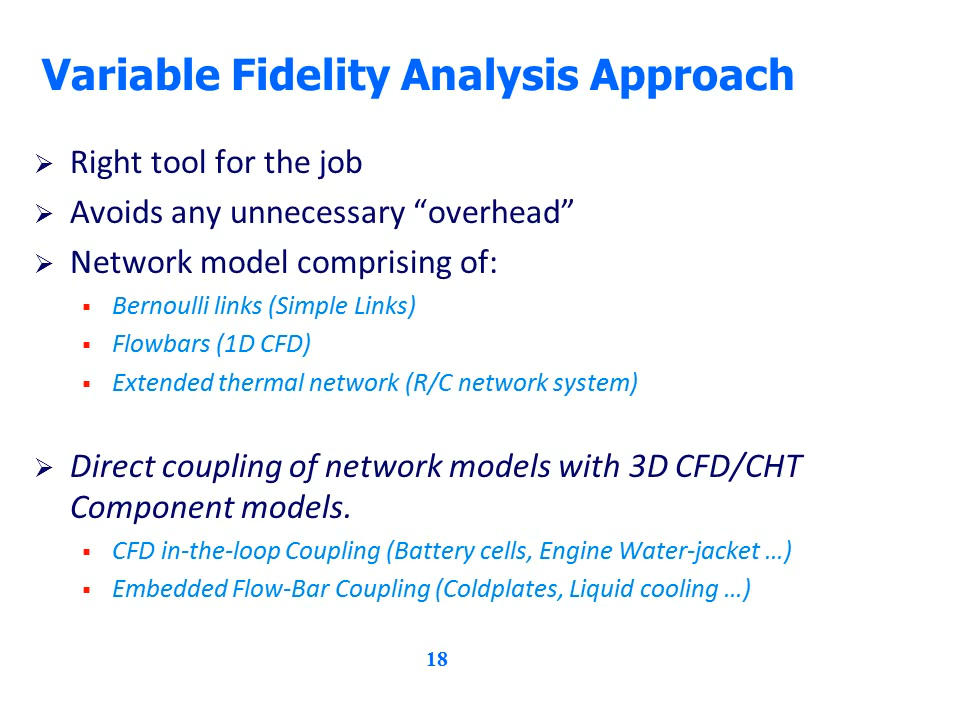 Variable Fidelity Analysis Approach
Right tool for the job
Avoids any unnecessary “overhead”
Network model comprising of:
Bernoulli links (Simple Links)
Flowbars (1D CFD)
Extended thermal network (R/C network system)
Direct coupling of network models with 3D CFD/CHT
Component models.
CFD in-the-loop Coupling (Battery cells, Engine Water-jacket …)
Embedded Flow-Bar Coupling (Coldplates, Liquid cooling …)
18